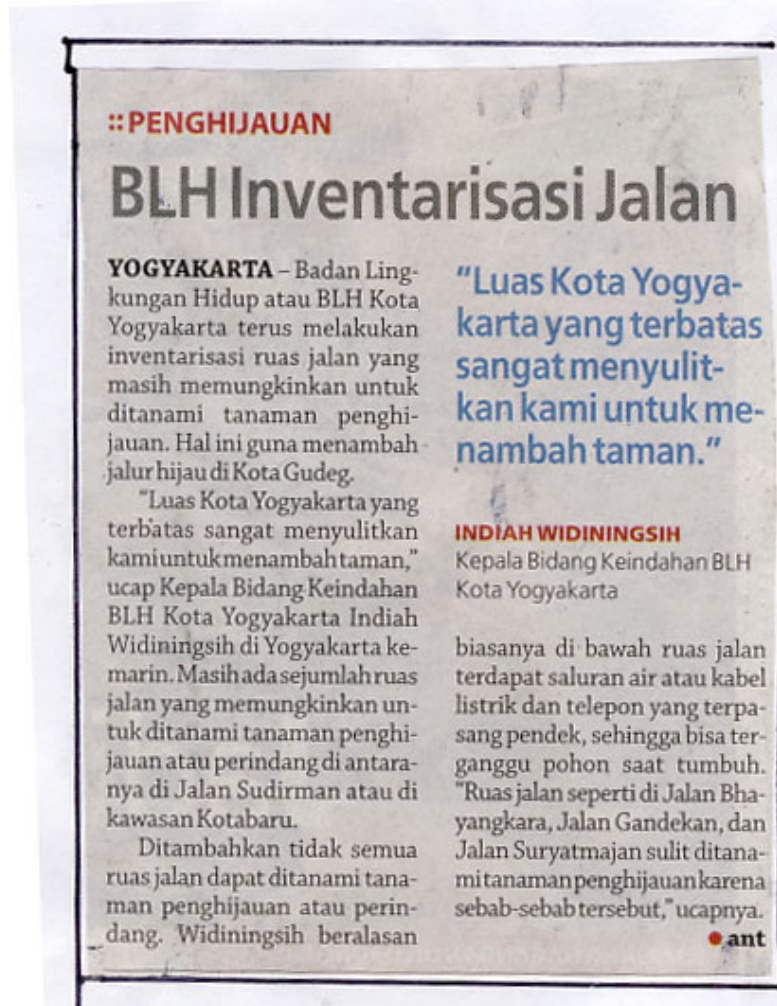 ::PENGHIJAUAN
BLH Inventarisasi Jalan
YOGYAKARTA – Badan Ling-
kungan Hidup atau BLH Kota
Yogyakarta terus melakukan
inventarisasi ruas jalan yang
masih memungkinkan untuk
ditanami tanaman penghi-
jauan. Hal ini guna menambah
jalur hijau di Kota Gudeg.
"Luas Kota Yogyakarta yang
terbatas sangat menyulitkan
kami untuk menambah taman,"
ucap Kepala Bidang Keindahan
BLH Kota Yogyakarta Indiah
Widiningsih di Yogyakarta ke-
marin. Masih ada sejumlah ruas
jalan yang memungkinkan un-
tuk ditanami tanaman penghi-
jauan atau perindang di antara-
nya di Jalan Sudirman atau di
kawasan Kotabaru.
Ditambahkan tidak semua
ruas jalan dapat ditanami tana-
man penghijauan atau perin-
dang. Widiningsih beralasan
"Luas Kota Yogya-
karta yang terbatas
sangat menyulit-
kan kami untuk me-
nambah taman."
INDIAH WIDININGSIH
Kepala Bidang Keindahan BLH
Kota Yogyakarta
biasanya di bawah ruas jalan
terdapat saluran air atau kabel
listrik dan telepon yang terpa-
sang pendek, sehingga bisa ter-
ganggu pohon saat tumbuh.
"Ruas jalan seperti di Jalan Bha-
yangkara, Jalan Gandekan, dan
Jalan Suryatmajan sulit ditana-
mi tanaman penghijauan karena
sebab-sebab tersebut," ucapnya.
● ant